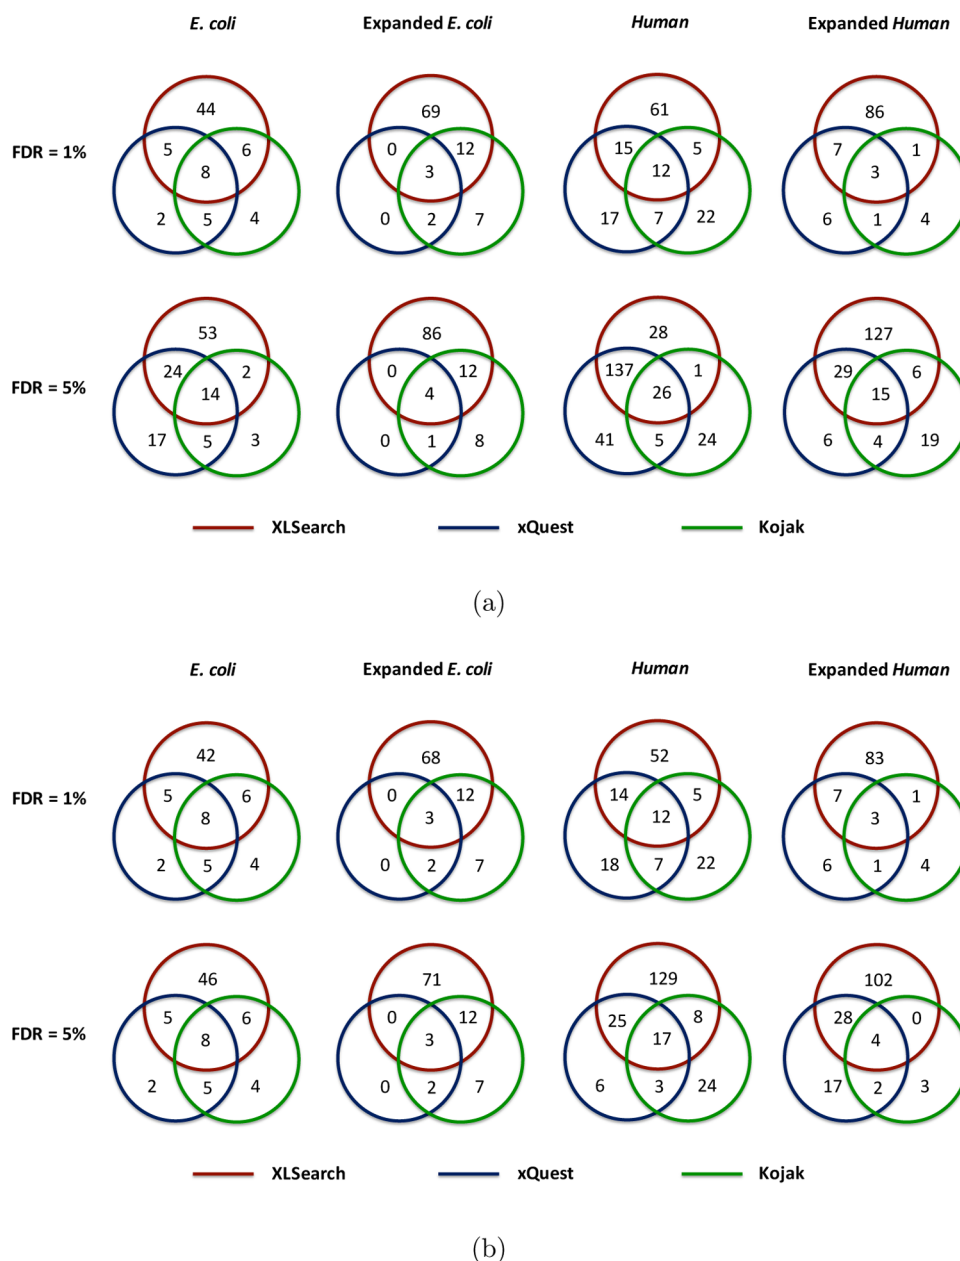 E. coli Expanded E. coli Human Expanded Human
44 69 61 86
FDR = 1% 5 6 0 12 15 5 7 1
8 3 12 3
2 5 4 0 2 7 17 7 22 6 1 4
53 86 28 127
FDR = 5% 24 2 0 12 137 1 29 6
14 4 26 15
17 5 3 0 1 8 41 5 24 6 4 19
XLSearch xQuest Kojak
(a)
E. coli Expanded E. coli Human Expanded Human
42 68 52 83
FDR = 1% 5 6 0 12 14 5 7 1
8 3 12 3
2 5 4 0 2 7 18 7 22 6 1 4
46 71 129 102
FDR = 5% 5 6 0 12 25 8 28 0
8 3 17 4
2 5 4 0 2 7 6 3 24 17 2 3
XLSearch xQuest Kojak
(b)